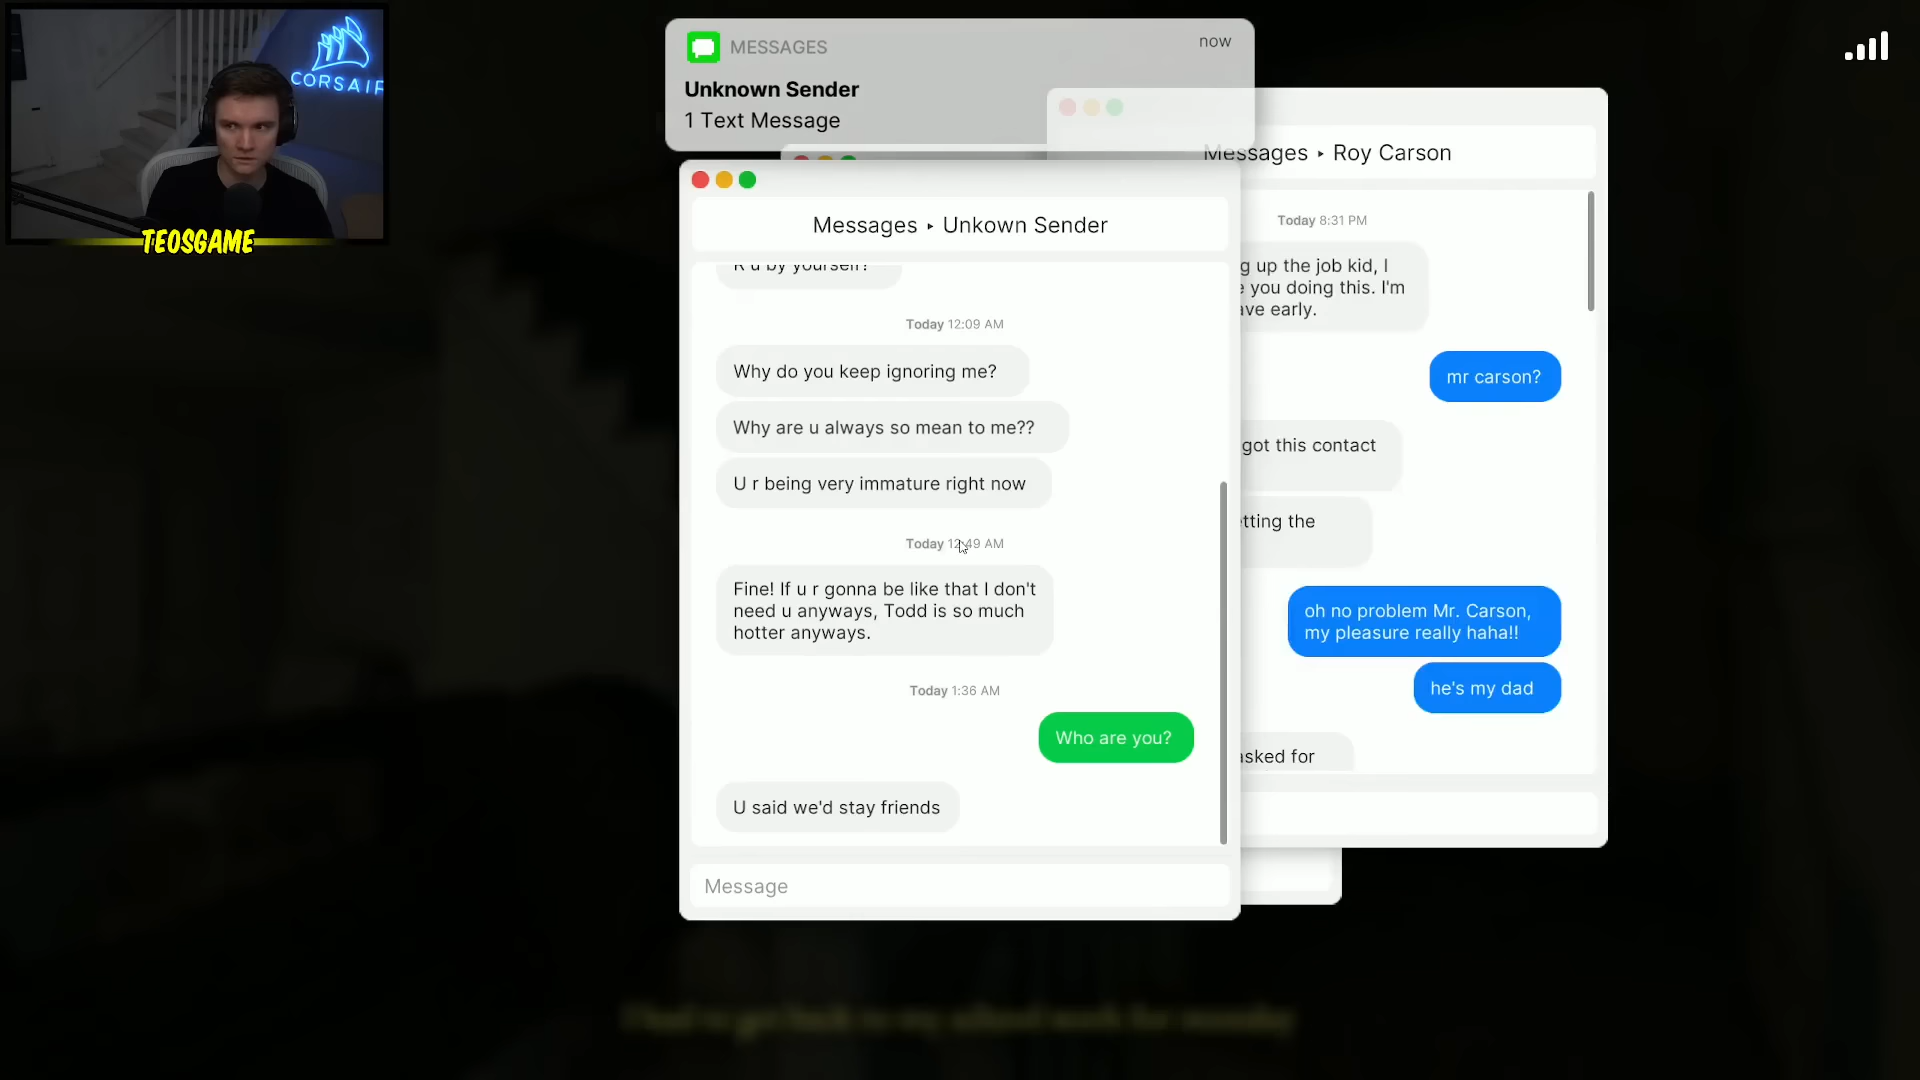 CORSAIR
TEOSGAME
MESSAGES
now
Unknown Sender
1 Text Message
Messages ▸ Unkown Sender
R u by yourself?
Today 12:09 AM
Why do you keep ignoring me?
Why are u always so mean to me??
U r being very immature right now
Today 12:49 AM
Fine! If u r gonna be like that I don't
need u anyways, Todd is so much
hotter anyways.
Today 1:36 AM
Who are you?
U said we'd stay friends
Message
Messages ▸ Roy Carson
Today 8:31 PM
g up the job kid, I
e you doing this. I'm
ave early.
mr carson?
got this contact
etting the
oh no problem Mr. Carson,
my pleasure really haha!!
he's my dad
asked for